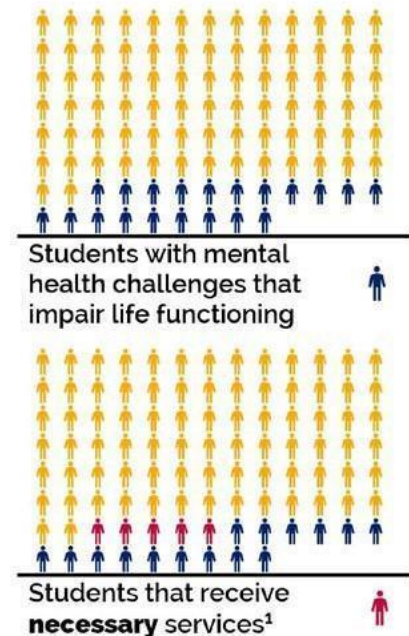 Students with mental
health challenges that
impair life functioning
Students that receive
necessary services¹